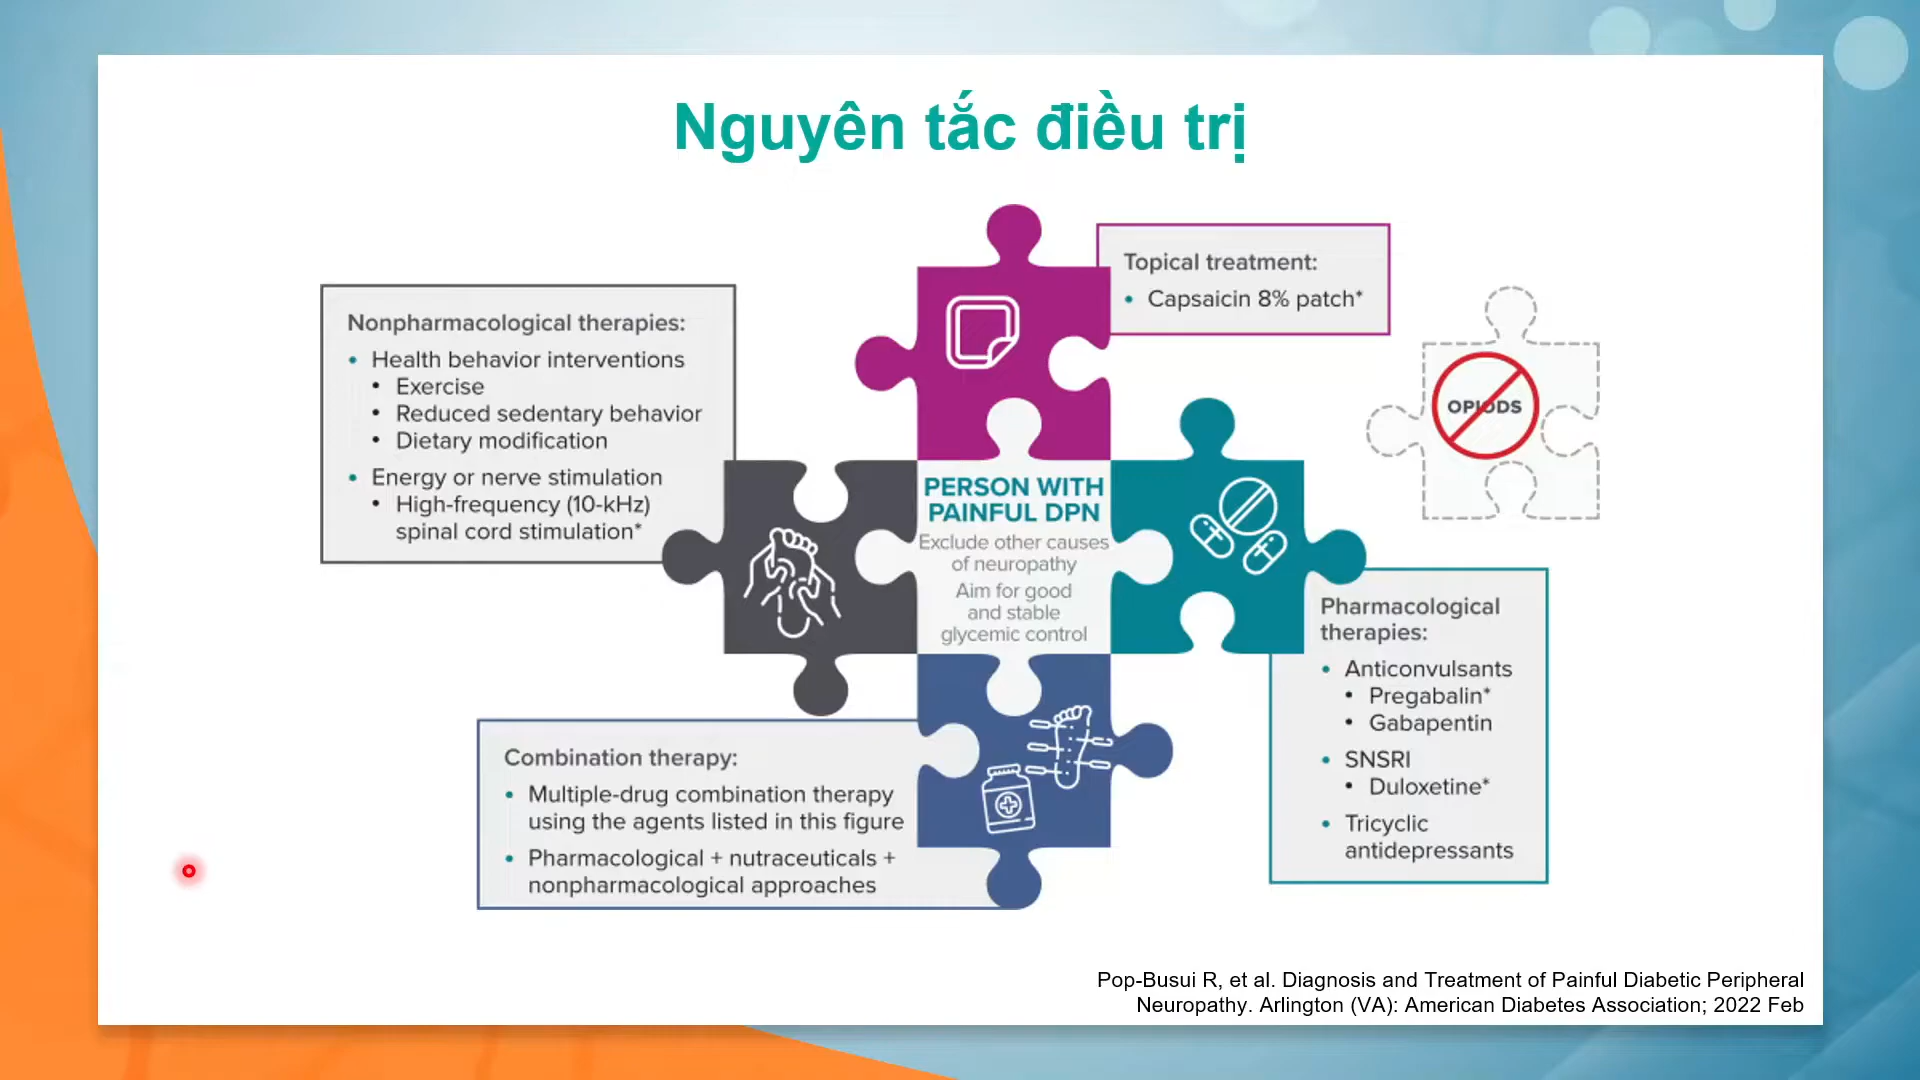 Nguyên tắc điều trị
Nonpharmacological therapies:
• Health behavior interventions
• Exercise
• Reduced sedentary behavior
• Dietary modification
• Energy or nerve stimulation
• High-frequency (10-kHz)
spinal cord stimulation*
Topical treatment:
• Capsaicin 8% patch*
OPIODS
PERSON WITH
PAINFUL DPN
Exclude other causes
of neuropathy
Aim for good
and stable
glycemic control
Pharmacological
therapies:
• Anticonvulsants
• Pregabalin*
• Gabapentin
• SNSRI
• Duloxetine*
• Tricyclic
antidepressants
Combination therapy:
• Multiple-drug combination therapy
using the agents listed in this figure
• Pharmacological + nutraceuticals +
nonpharmacological approaches
Pop-Busui R, et al. Diagnosis and Treatment of Painful Diabetic Peripheral
Neuropathy. Arlington (VA): American Diabetes Association; 2022 Feb